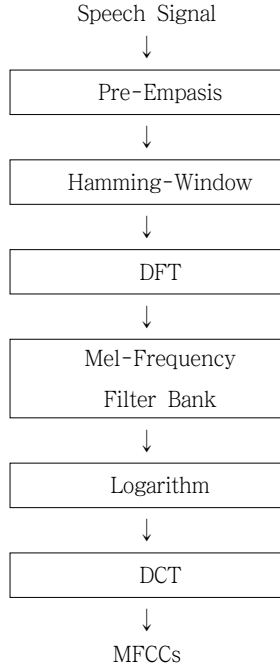 Speech Signal
↓
Pre-Empasis
↓
Hamming-Window
↓
DFT
↓
Mel-Frequency
Filter Bank
↓
Logarithm
↓
DCT
↓
MFCCs